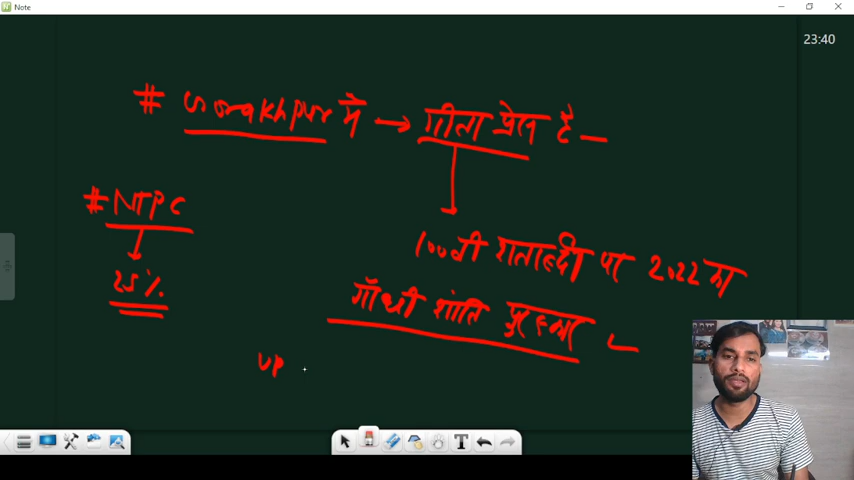 Note
23:40
# Gorakhpur में → गीता प्रेस है
#NTPC
25%
100वी शताब्दी पर 2022 का
गाँधी शांति पुरस्कार
UP
T